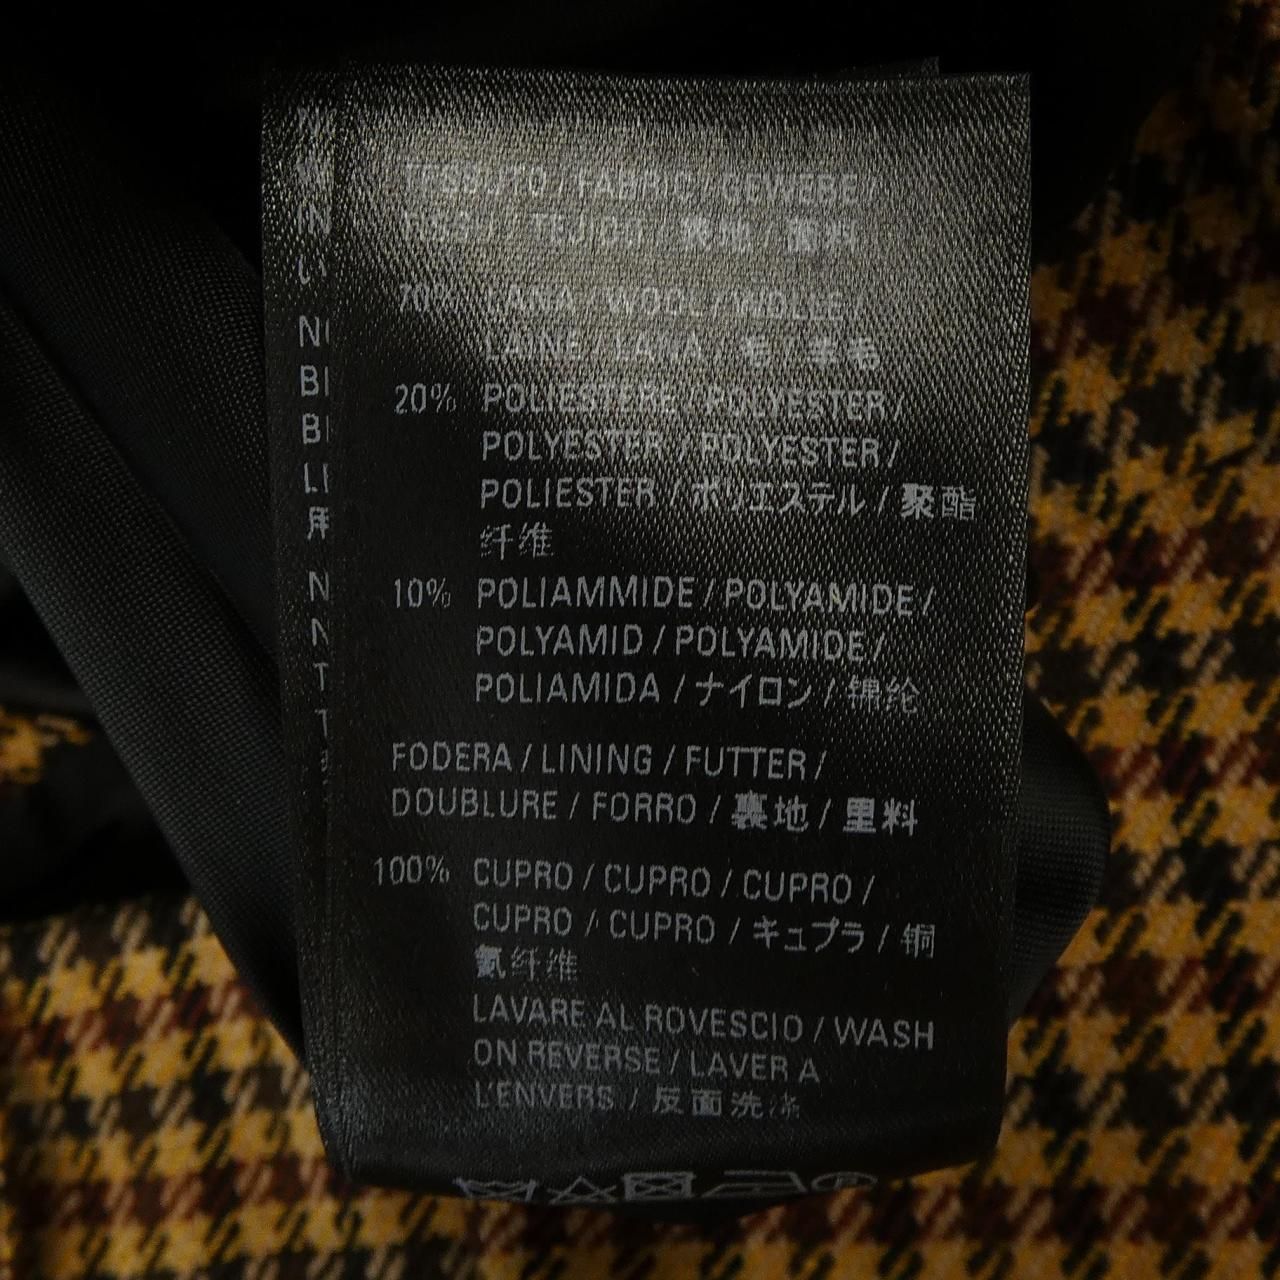 TESSUTO / FABRIC / GEWEBE /
TISSU / TEJIDO / 表地 / 面料
70% LANA / WOOL / WOLLE /
LAINE / LANA / 毛 / 羊毛
20% POLIESTERE / POLYESTER /
POLYESTER / POLYESTER /
POLIESTER / ポリエステル / 聚酯
纤维
10% POLIAMMIDE / POLYAMIDE /
POLYAMID / POLYAMIDE /
POLIAMIDA / ナイロン / 锦纶
FODERA / LINING / FUTTER /
DOUBLURE / FORRO / 裏地 / 里料
100% CUPRO / CUPRO / CUPRO /
CUPRO / CUPRO / キュプラ / 铜
氨纤维
LAVARE AL ROVESCIO / WASH
ON REVERSE / LAVER A
L'ENVERS / 反面洗涤